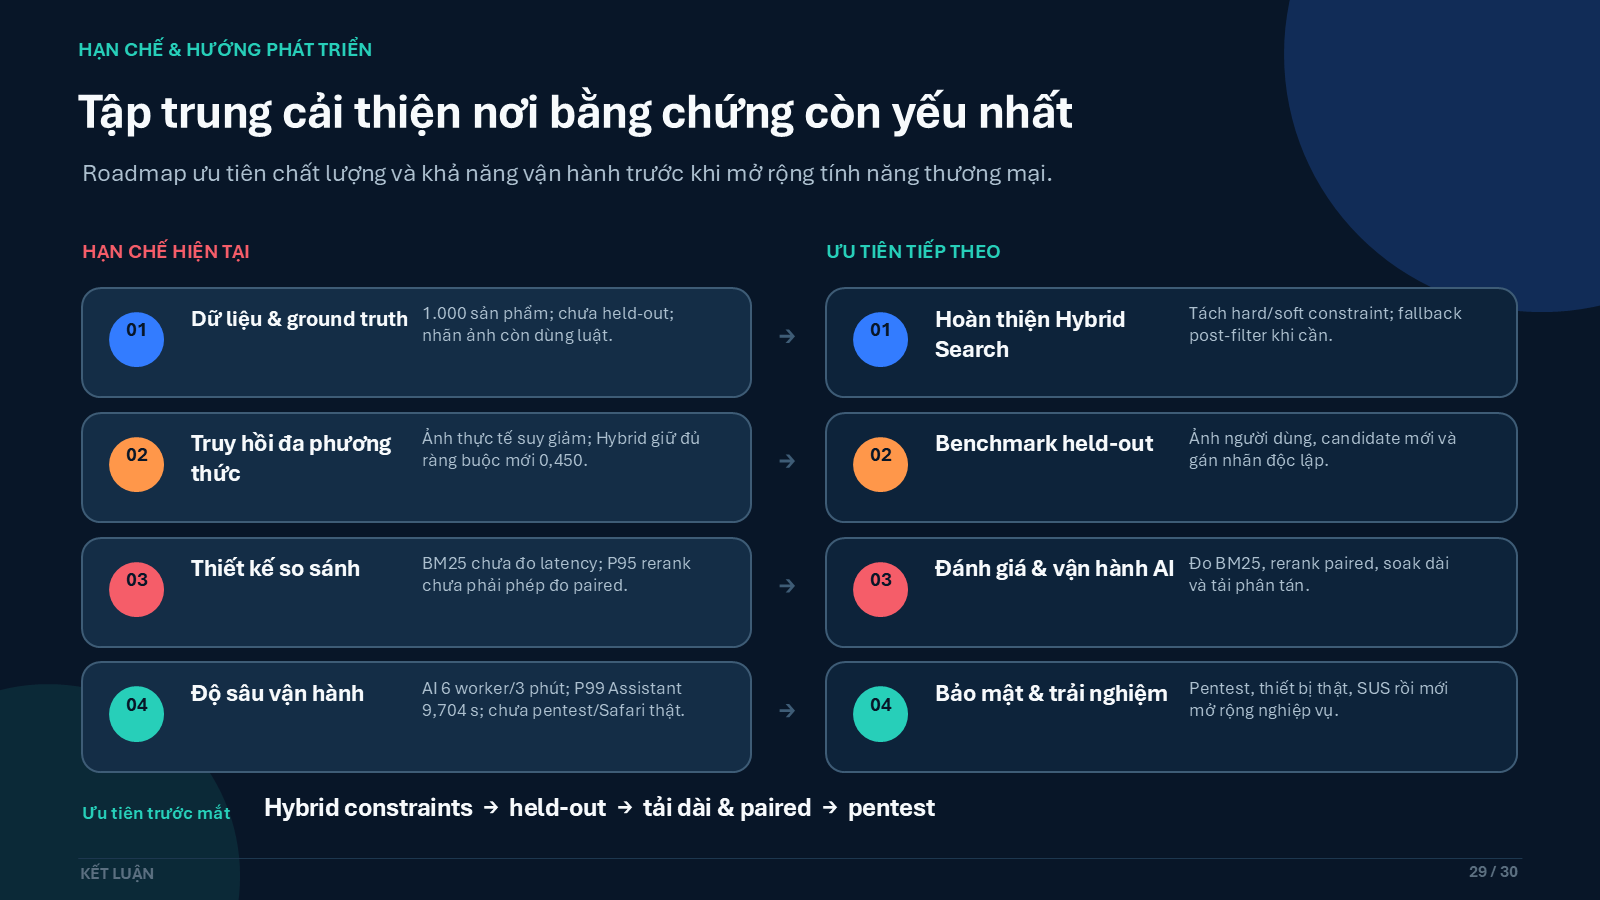 HẠN CHẾ & HƯỚNG PHÁT TRIỂN
Tập trung cải thiện nơi bằng chứng còn yếu nhất
Roadmap ưu tiên chất lượng và khả năng vận hành trước khi mở rộng tính năng thương mại.
HẠN CHẾ HIỆN TẠI
01
Dữ liệu & ground truth
1.000 sản phẩm; chưa held-out;
nhãn ảnh còn dùng luật.
→
02
Truy hồi đa phương
thức
Ảnh thực tế suy giảm; Hybrid giữ đủ
ràng buộc mới 0,450.
→
03
Thiết kế so sánh
BM25 chưa đo latency; P95 rerank
chưa phải phép đo paired.
→
04
Độ sâu vận hành
AI 6 worker/3 phút; P99 Assistant
9,704 s; chưa pentest/Safari thật.
→
ƯU TIÊN TIẾP THEO
01
Hoàn thiện Hybrid
Search
Tách hard/soft constraint; fallback
post-filter khi cần.
02
Benchmark held-out
Ảnh người dùng, candidate mới và
gán nhãn độc lập.
03
Đánh giá & vận hành AI
Đo BM25, rerank paired, soak dài
và tải phân tán.
04
Bảo mật & trải nghiệm
Pentest, thiết bị thật, SUS rồi mới
mở rộng nghiệp vụ.
Ưu tiên trước mắt
Hybrid constraints → held-out → tải dài & paired → pentest
KẾT LUẬN
29 / 30